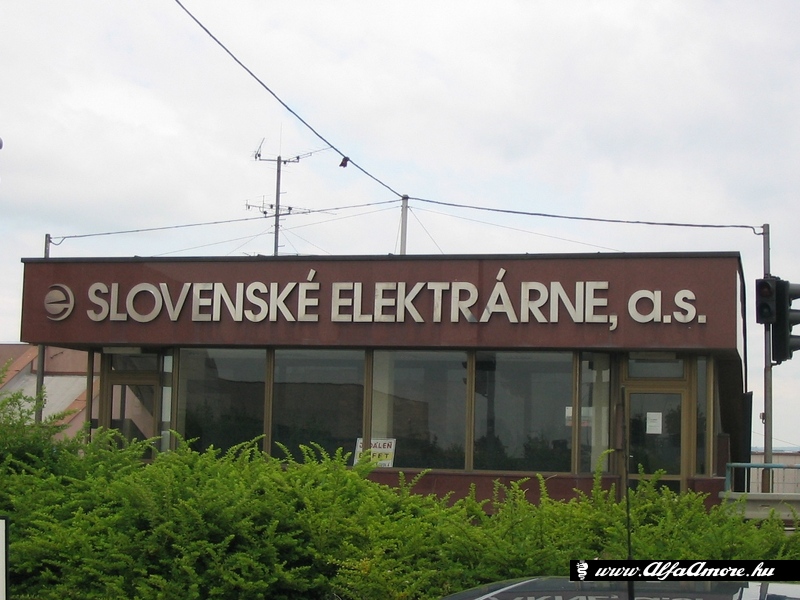 SLOVENSKÉ ELEKTRÁRNE, a.s.
www.AlfaAmore.hu